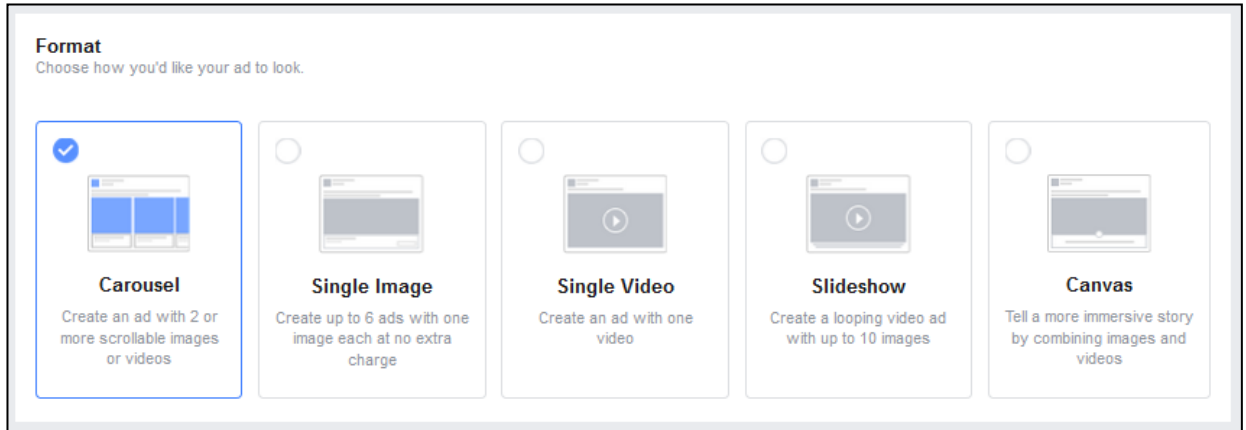 Format
Choose how you'd like your ad to look.
Carousel
Create an ad with 2 or
more scrollable images
or videos
Single Image
Create up to 6 ads with one
image each at no extra
charge
Single Video
Create an ad with one
video
Slideshow
Create a looping video ad
with up to 10 images
Canvas
Tell a more immersive story
by combining images and
videos